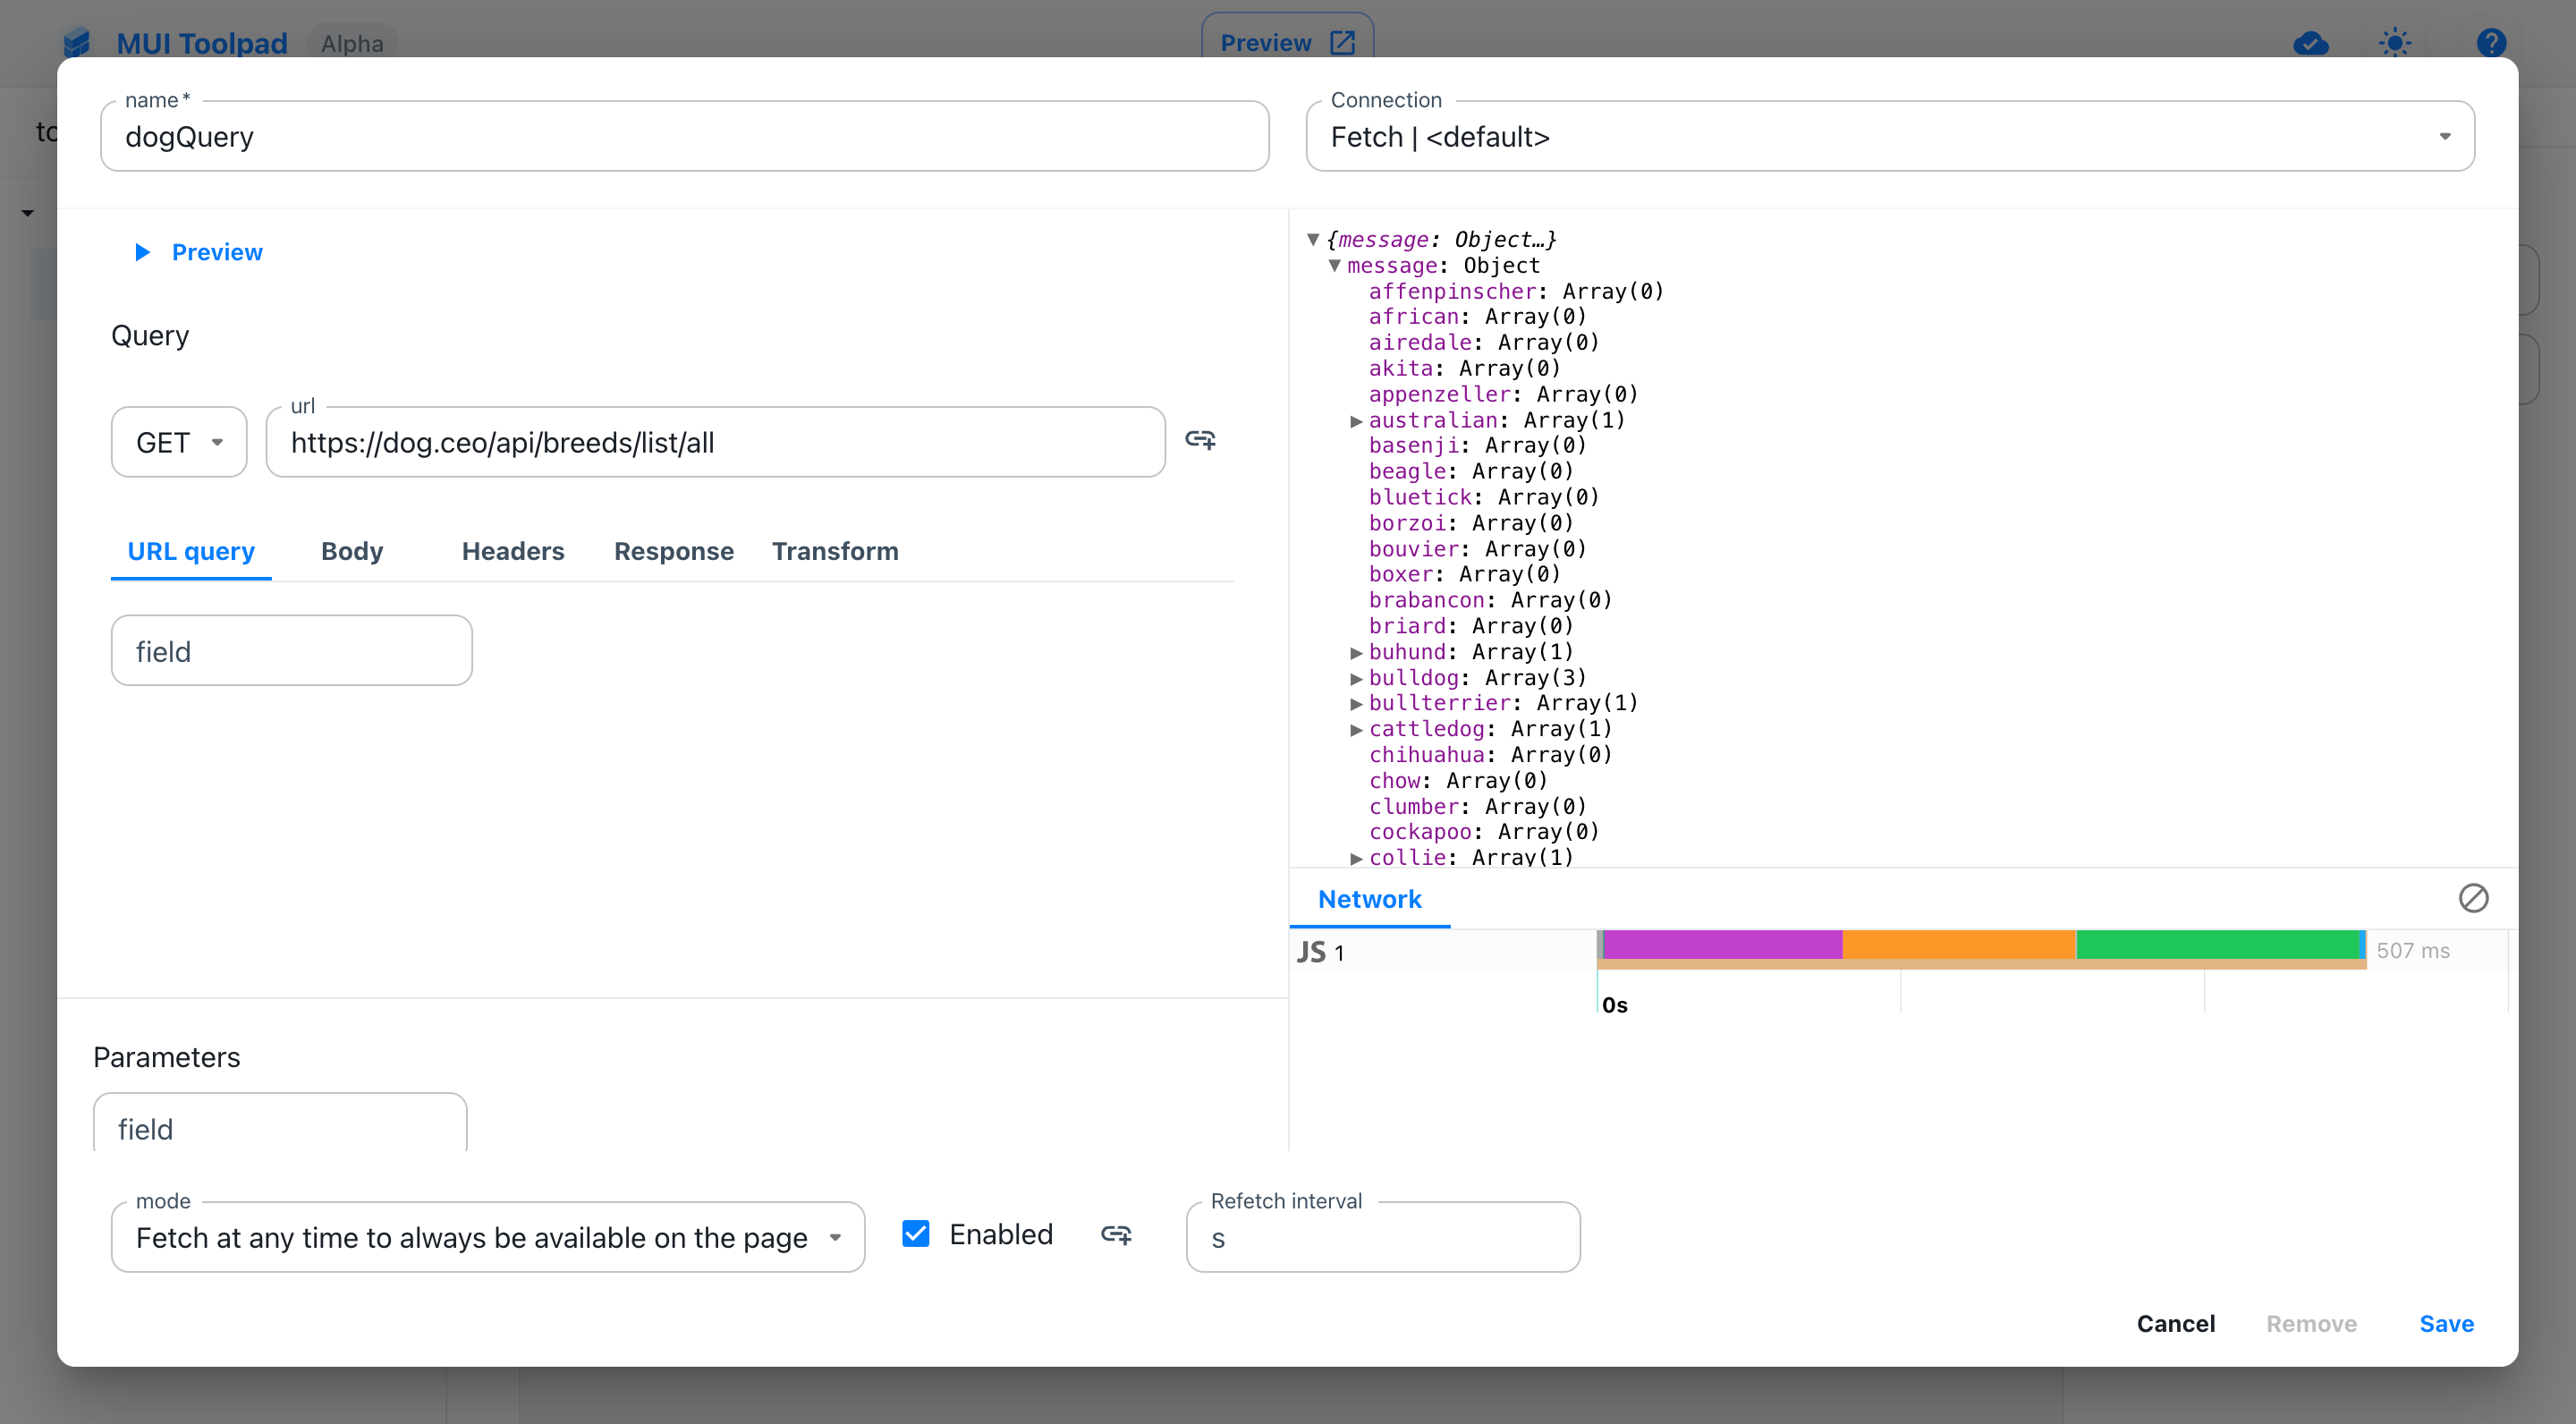 MUI Toolpad Alpha
Preview
name *
dogQuery
Connection
Fetch | <default>
Preview
Query
GET
url
https://dog.ceo/api/breeds/list/all
URL query Body Headers Response Transform
field
Parameters
field
{message: Object…}
message: Object
affenpinscher: Array(0)
african: Array(0)
airedale: Array(0)
akita: Array(0)
appenzeller: Array(0)
australian: Array(1)
basenji: Array(0)
beagle: Array(0)
bluetick: Array(0)
borzoi: Array(0)
bouvier: Array(0)
boxer: Array(0)
brabancon: Array(0)
briard: Array(0)
buhund: Array(1)
bulldog: Array(3)
bullterrier: Array(1)
cattledog: Array(1)
chihuahua: Array(0)
chow: Array(0)
clumber: Array(0)
cockapoo: Array(0)
collie: Array(1)
Network
JS 1
507 ms
0s
mode
Fetch at any time to always be available on the page
Enabled
Refetch interval
s
Cancel Remove Save